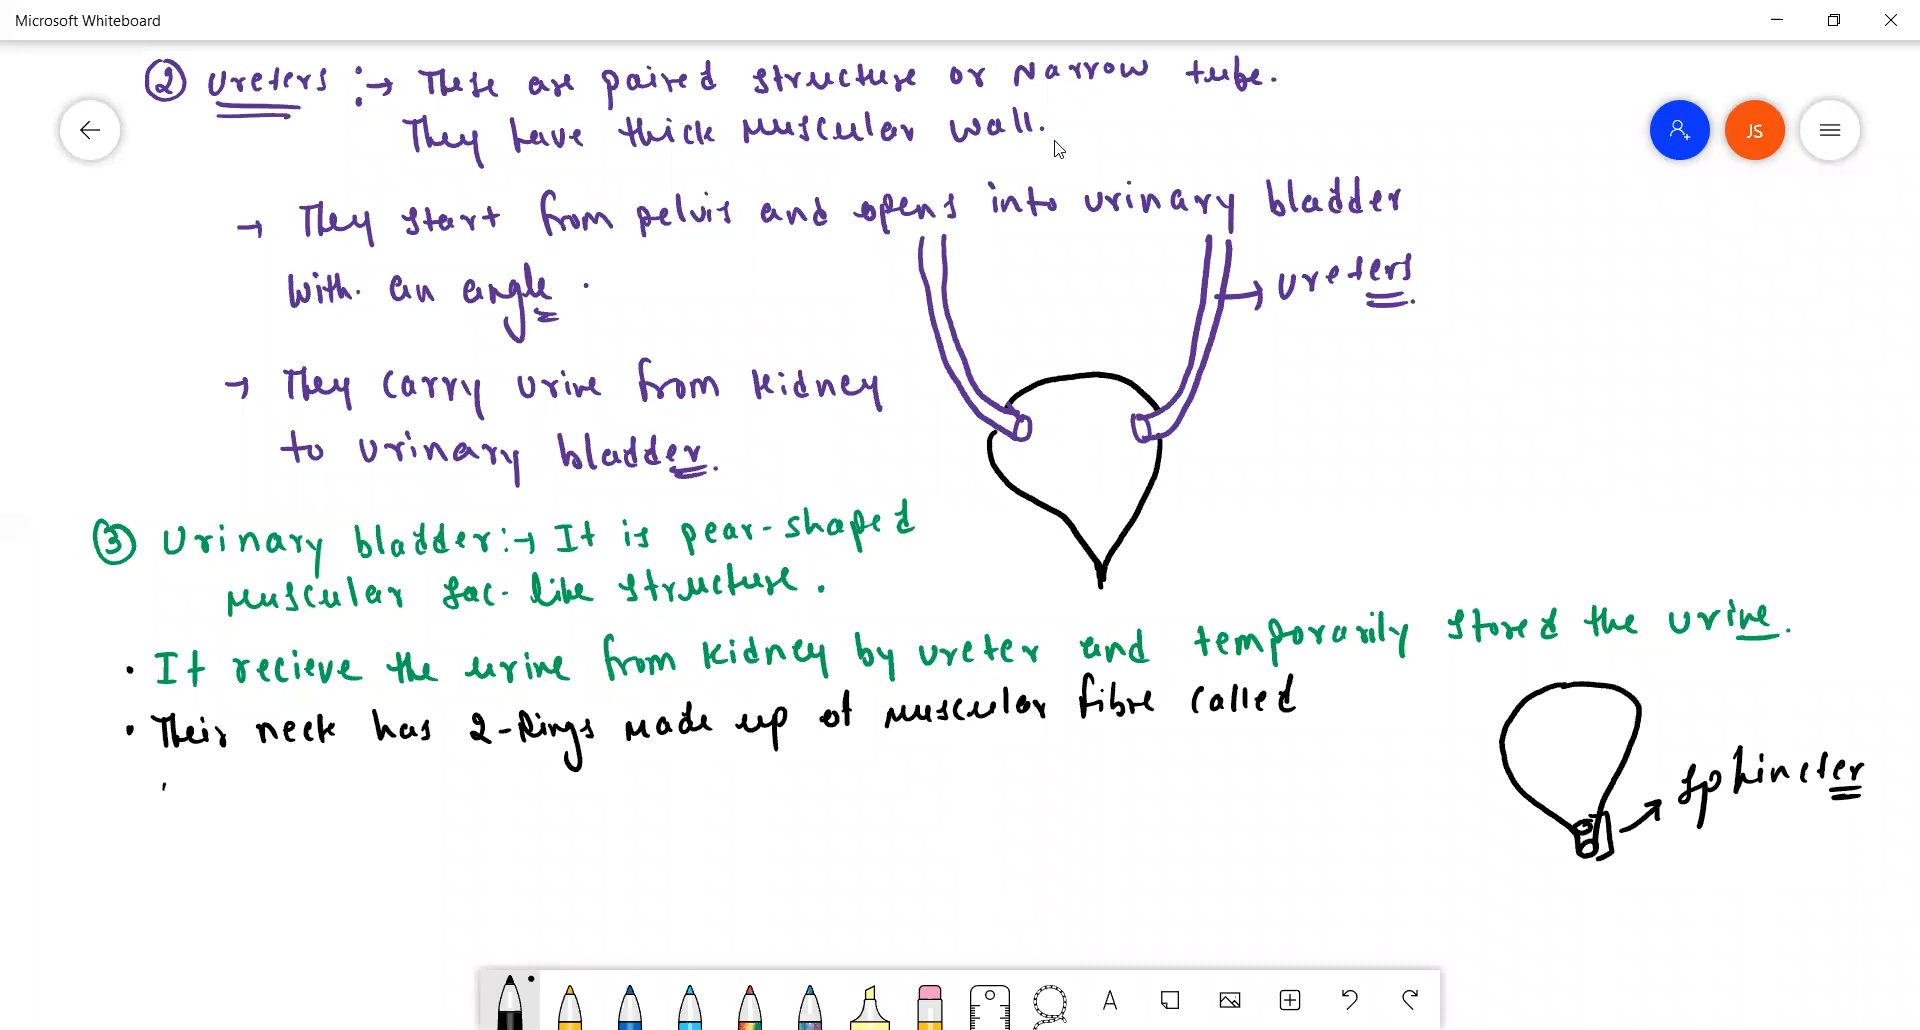 Microsoft Whiteboard
② Ureters :→ These are paired structure or Narrow tube.
They have thick Muscular wall.
JS
→ They start from pelvis and opens into urinary bladder
with. an angle.
→ ureters.
→ They carry urine from kidney
to urinary bladder.
③ Urinary bladder:→ It is pear-shaped
Muscular sac-like structure.
• It recieve the urine from kidney by ureter and temporarily stored the urine.
• Their neck has 2-Rings made up of muscular fibre called
→ Sphincter
A